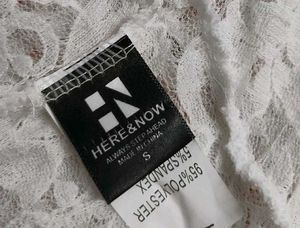 HERE&NOW
ALWAYS STEP AHEAD
MADE IN CHINA
S
95% POLYESTER
5% SPANDEX